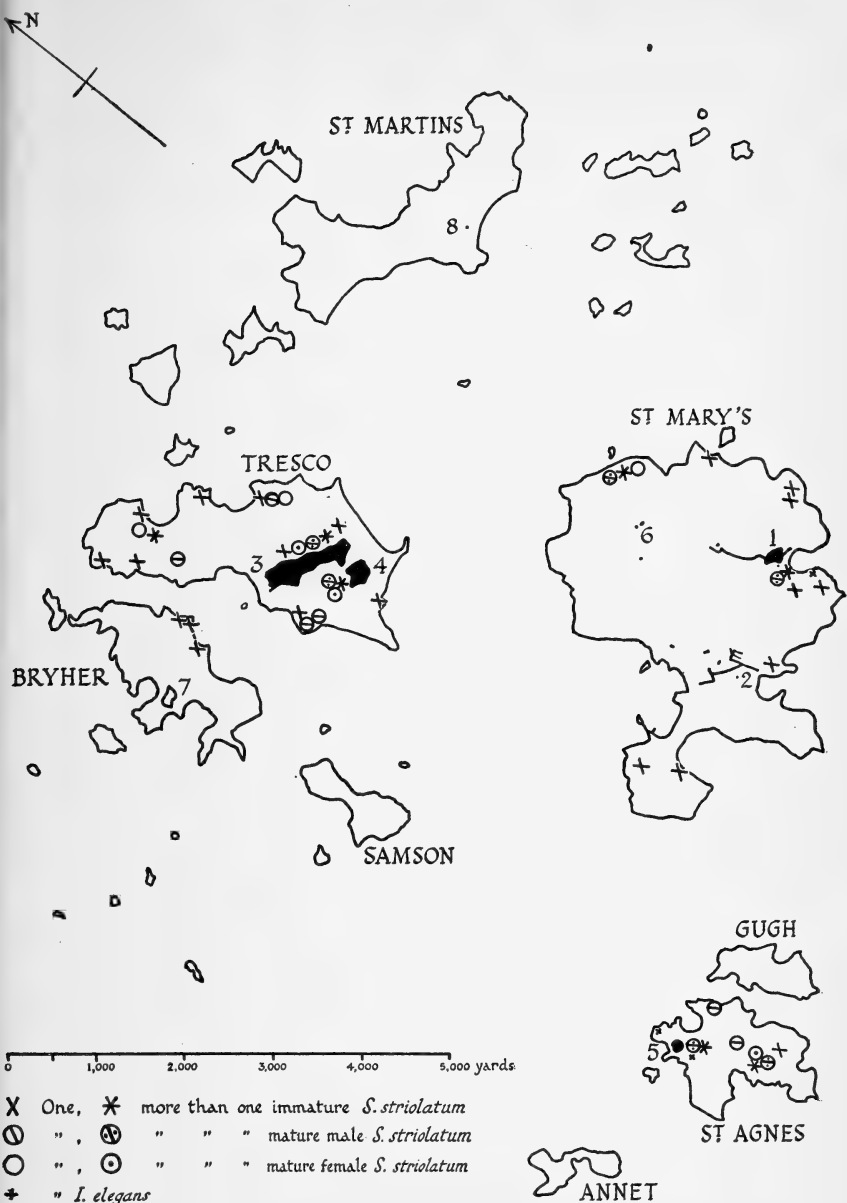 N
ST MARTINS
8
ST MARY'S
TRESCO
6
1
3
4
2
BRYHER
7
SAMSON
GUGH
5
ST AGNES
0 1,000 2,000 3,000 4,000 5,000 yards
X One, * more than one immature S. striolatum
" , " " " mature male S. striolatum
" , " " " mature female S. striolatum
" I. elegans
ANNET